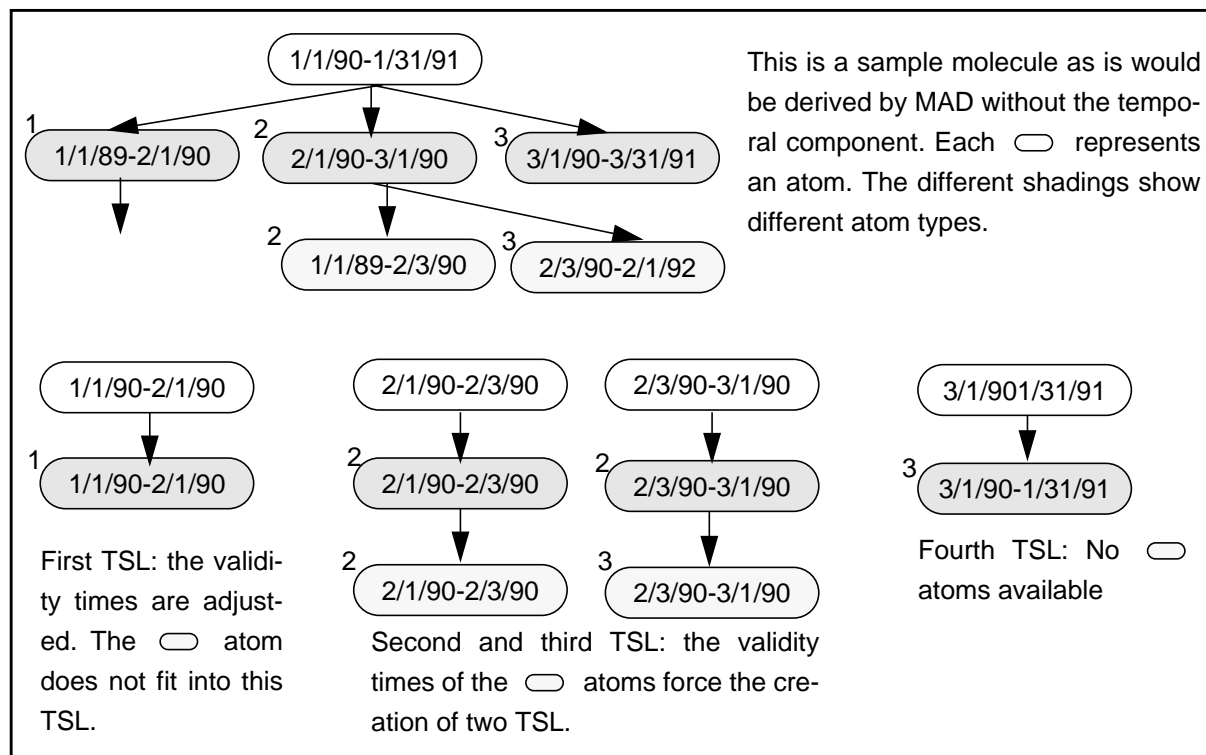 1/1/90-1/31/91
1
1/1/89-2/1/90
2
2/1/90-3/1/90
3
3/1/90-3/31/91
2
1/1/89-2/3/90
3
2/3/90-2/1/92
This is a sample molecule as is would
be derived by MAD without the tempo-
ral component. Each represents
an atom. The different shadings show
different atom types.
1/1/90-2/1/90
1
1/1/90-2/1/90
First TSL: the validi-
ty times are adjust-
ed. The atom
does not fit into this
TSL.
2/1/90-2/3/90
2
2/1/90-2/3/90
2
2/1/90-2/3/90
2/3/90-3/1/90
2
2/3/90-3/1/90
3
2/3/90-3/1/90
Second and third TSL: the validity
times of the atoms force the cre-
ation of two TSL.
3/1/901/31/91
3
3/1/90-1/31/91
Fourth TSL: No
atoms available